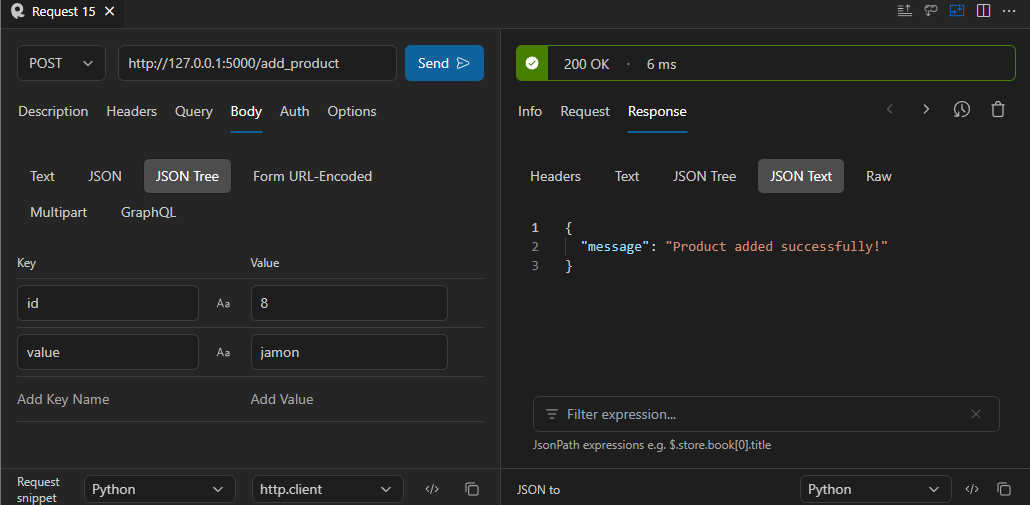 Request 15
POST
http://127.0.0.1:5000/add_product
Send
Description Headers Query Body Auth Options
Text JSON JSON Tree Form URL-Encoded
Multipart GraphQL
Key Value
id Aa 8
value Aa jamon
Add Key Name Add Value
Request
snippet
Python
http.client
</>
200 OK · 6 ms
Info Request Response
Headers Text JSON Tree JSON Text Raw
1 {
2 "message": "Product added successfully!"
3 }
Filter expression...
JsonPath expressions e.g. $.store.book[0].title
JSON to
Python
</>